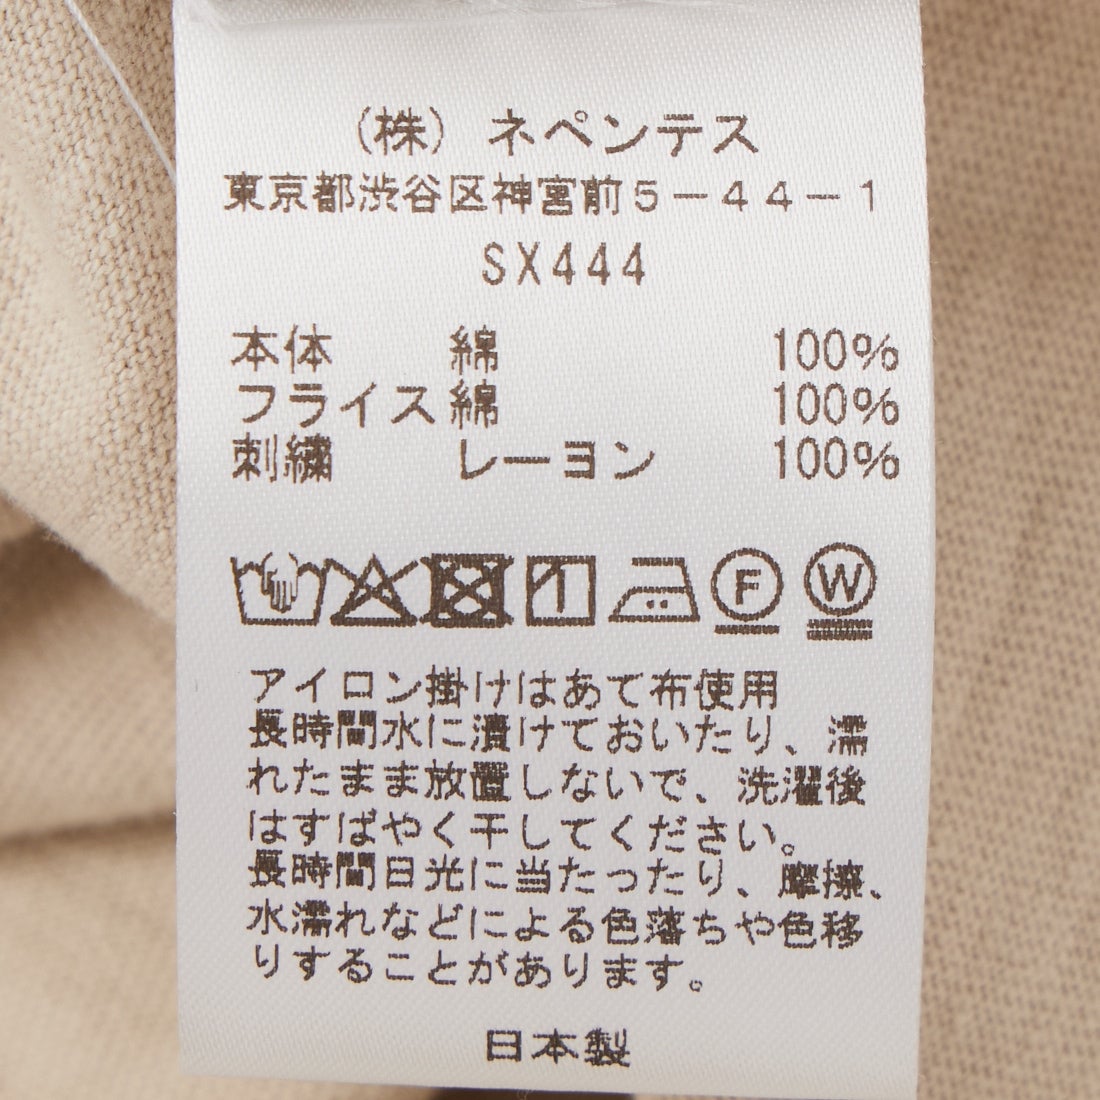 (株) ネペンテス
東京都渋谷区神宮前5-44-1
SX444
本体 綿 100%
フライス 綿 100%
刺繍 レーヨン 100%
F W
アイロン掛けはあて布使用
長時間水に漬けておいたり、濡
れたまま放置しないで、洗濯後
はすばやく干してください。
長時間日光に当たったり、摩擦、
水濡れなどによる色落ちや色移
りすることがあります。
日本製